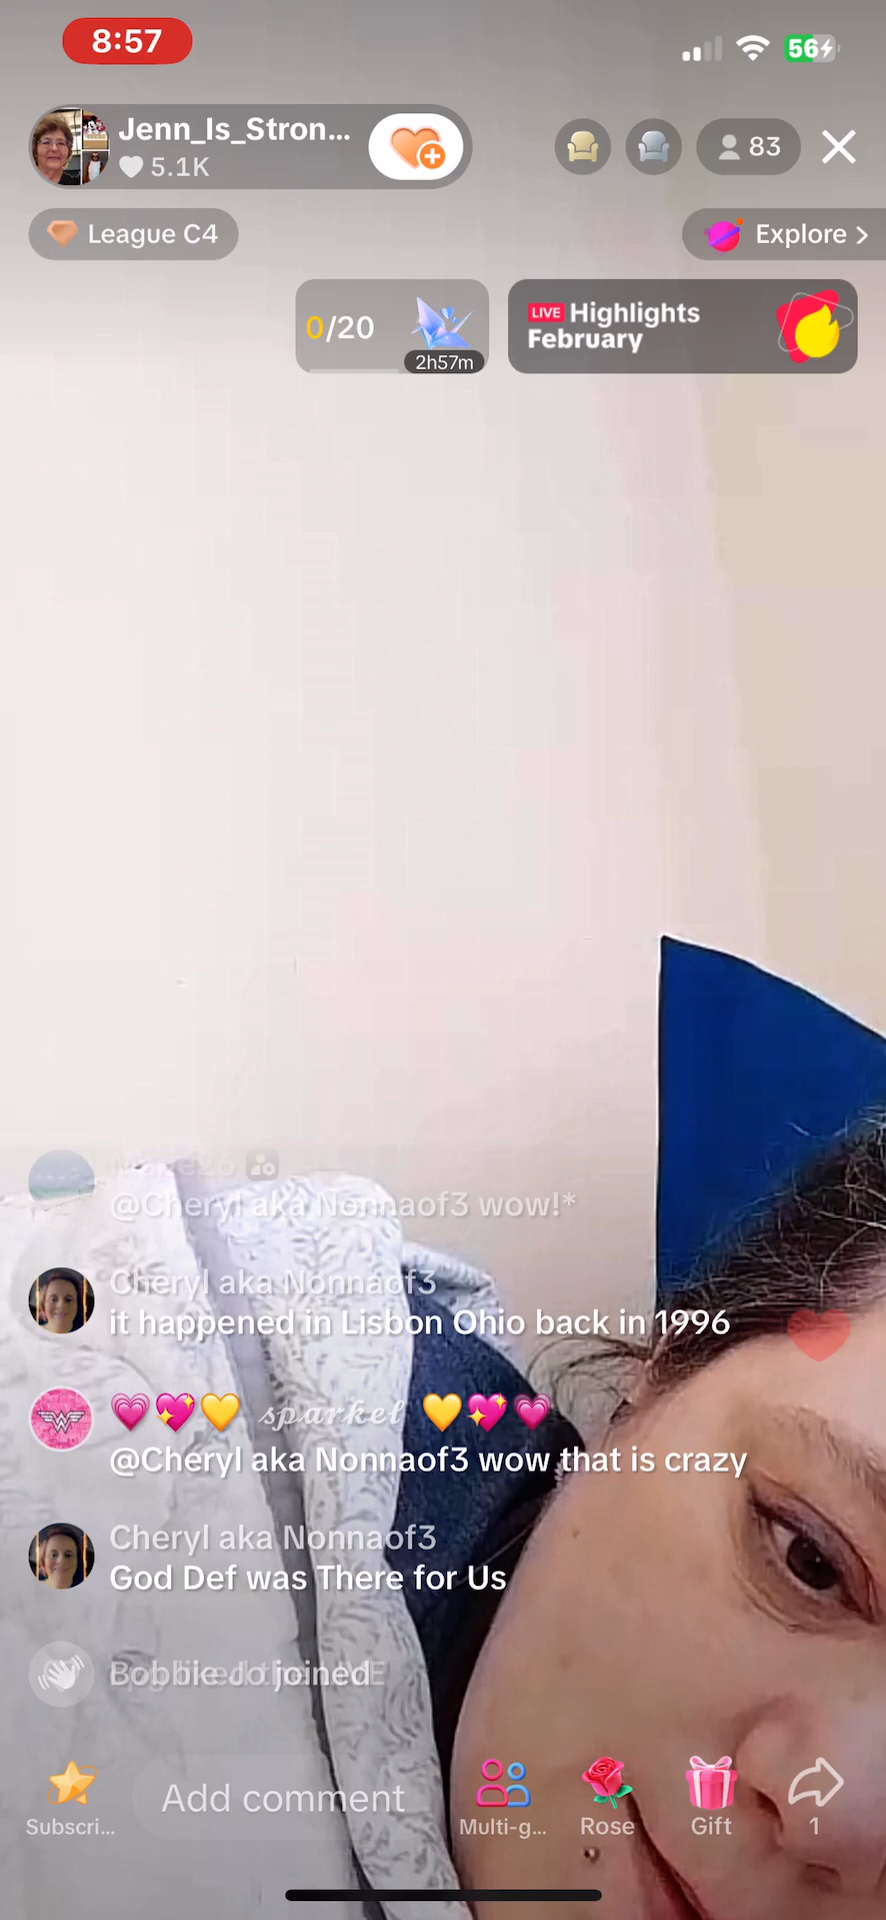 8:57
56
Jenn_Is_Stron...
5.1K
83
League C4
Explore >
0/20
2h57m
LIVE Highlights
February
@Cheryl aka Nonnaof3 wow!*
Cheryl aka Nonnaof3
it happened in Lisbon Ohio back in 1996
💗💖💛 𝓈𝓅𝒶𝓇𝓀𝑒𝓁 💛💖💗
@Cheryl aka Nonnaof3 wow that is crazy
Cheryl aka Nonnaof3
God Def was There for Us
Bobbie Jo joined
Add comment
Subscri...
Multi-g...
Rose
Gift
1